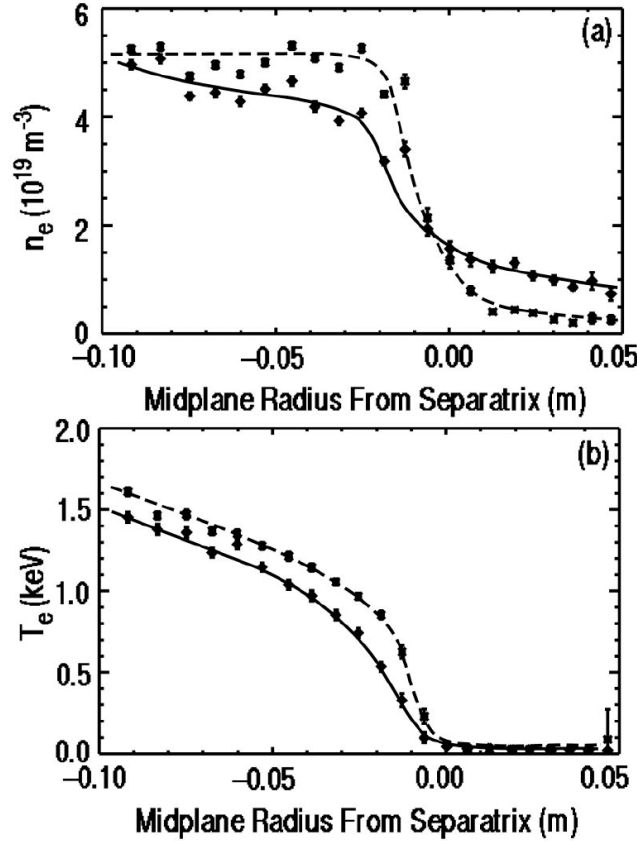 (a)
6
4
2
0
n_e (10^19 m^-3)
-0.10 -0.05 0.00 0.05
Midplane Radius From Separatrix (m)
(b)
2.0
1.5
1.0
0.5
0.0
T_e (keV)
-0.10 -0.05 0.00 0.05
Midplane Radius From Separatrix (m)